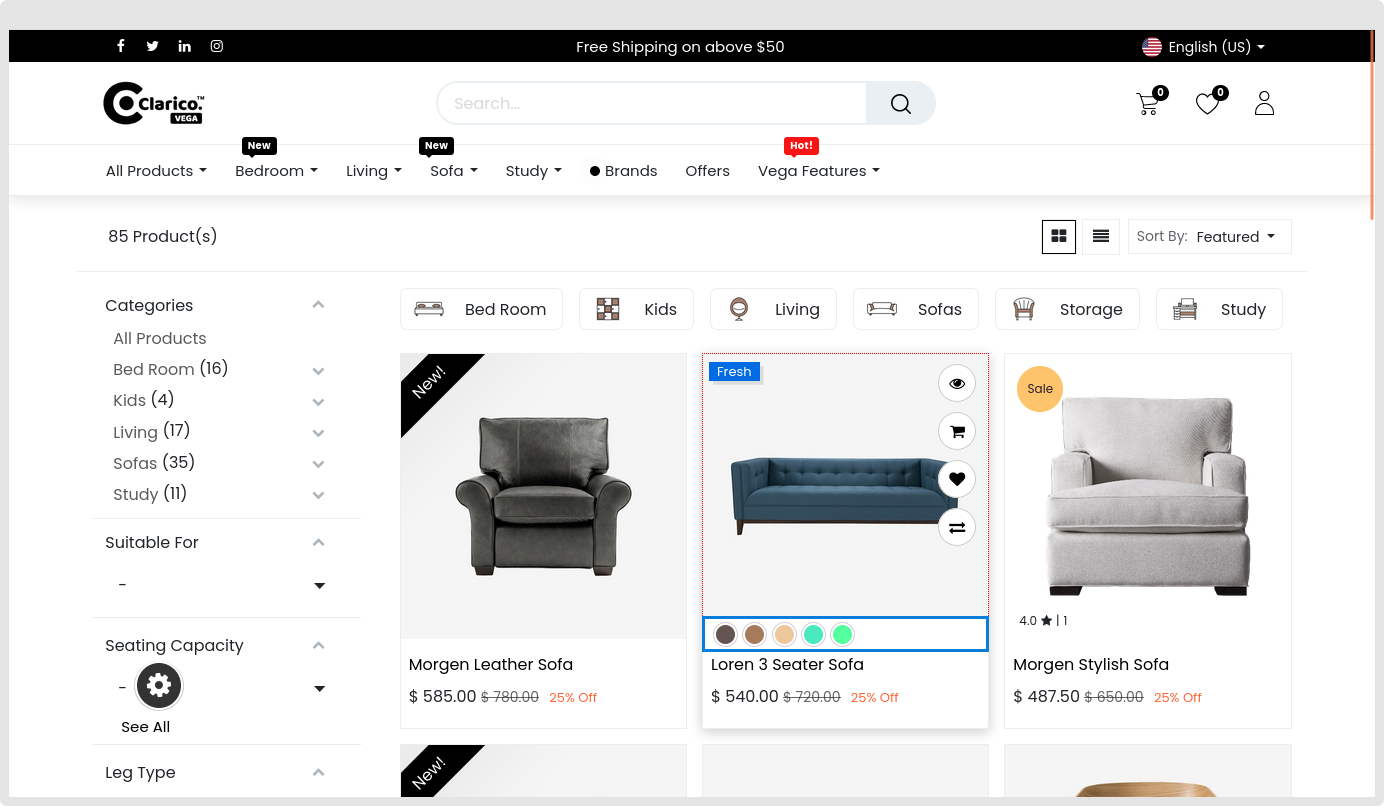 Free Shipping on above $50
English (US)
Clarico.™
VEGA
Search...
0
0
New
New
Hot!
All Products
Bedroom
Living
Sofa
Study
Brands
Offers
Vega Features
85 Product(s)
Sort By: Featured
Categories
All Products
Bed Room (16)
Kids (4)
Living (17)
Sofas (35)
Study (11)
Suitable For
-
Seating Capacity
-
See All
Leg Type
Bed Room
Kids
Living
Sofas
Storage
Study
New!
Morgen Leather Sofa
$ 585.00 $ 780.00 25% Off
Fresh
Loren 3 Seater Sofa
$ 540.00 $ 720.00 25% Off
Sale
4.0 ★ | 1
Morgen Stylish Sofa
$ 487.50 $ 650.00 25% Off
New!